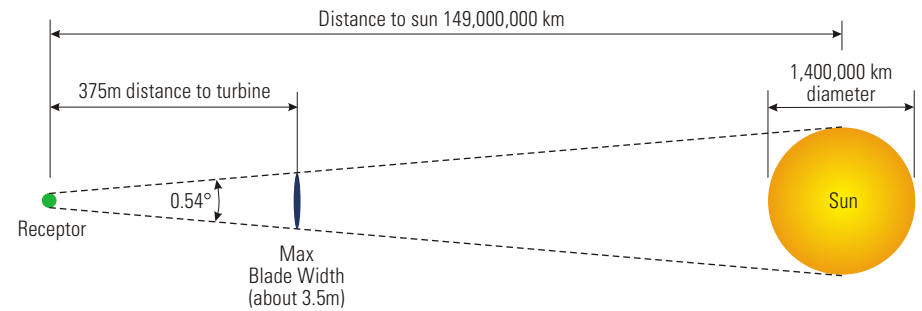 Distance to sun 149,000,000 km
375m distance to turbine
1,400,000 km
diameter
0.54°
Sun
Receptor
Max
Blade Width
(about 3.5m)